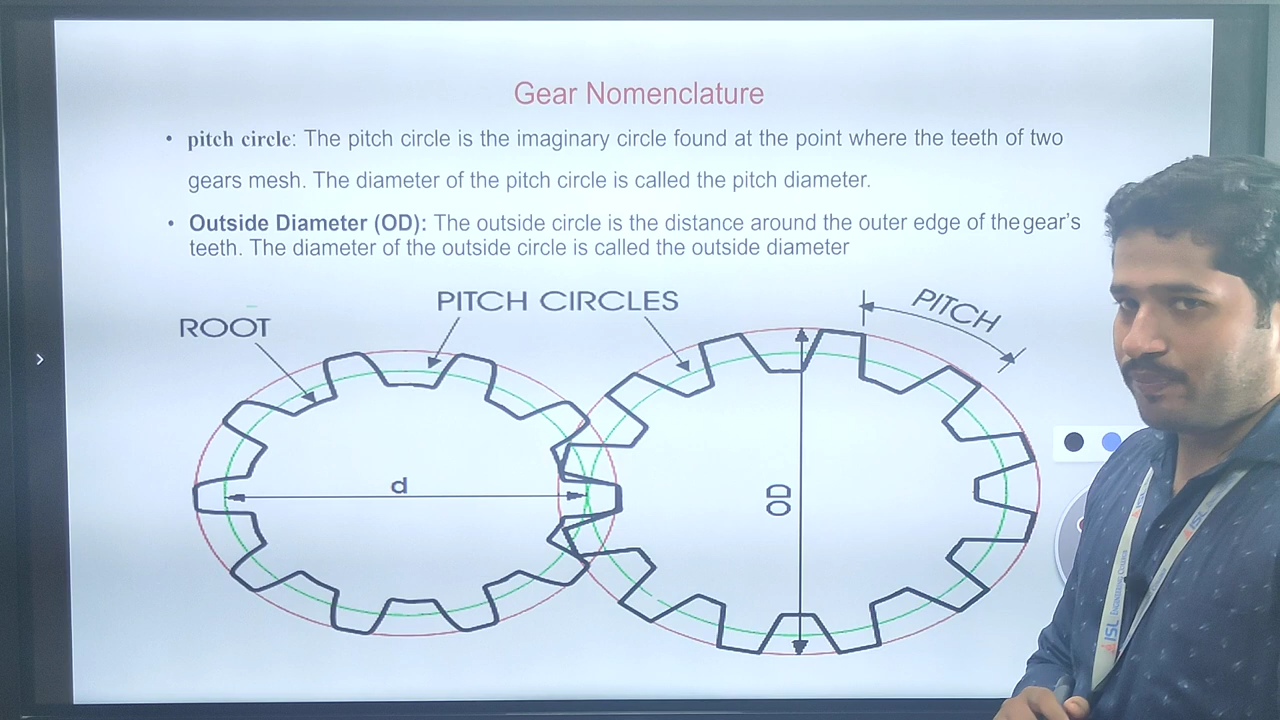 Gear Nomenclature
• pitch circle: The pitch circle is the imaginary circle found at the point where the teeth of two
gears mesh. The diameter of the pitch circle is called the pitch diameter.
• Outside Diameter (OD): The outside circle is the distance around the outer edge of the gear's
teeth. The diameter of the outside circle is called the outside diameter
PITCH CIRCLES
PITCH
ROOT
d
OD
ISL